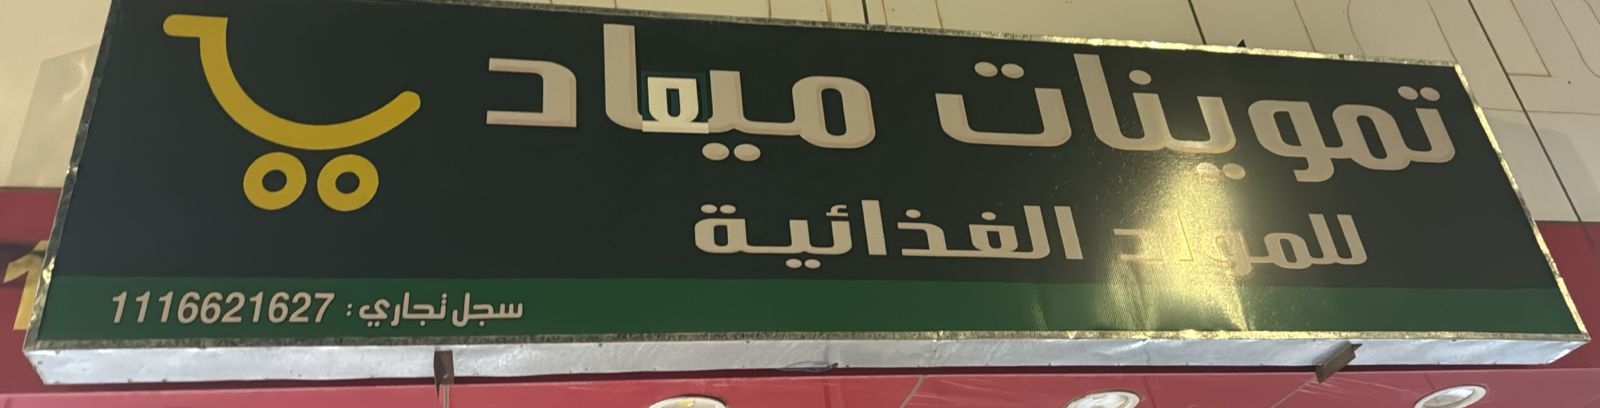 تموينات ميعاد
للمواد الغذائية
سجل تجاري : 1116621627